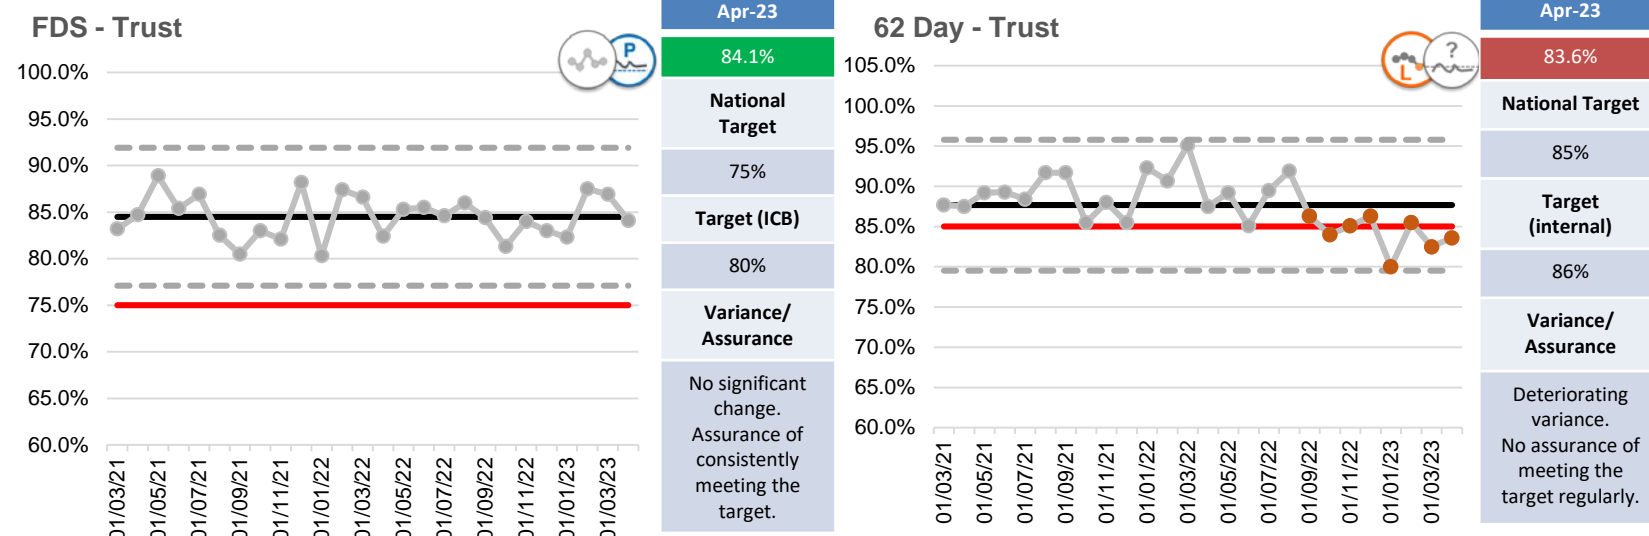 FDS - Trust
P
100.0%
95.0%
90.0%
85.0%
80.0%
75.0%
70.0%
65.0%
60.0%
01/03/21
01/05/21
01/07/21
01/09/21
01/11/21
01/01/22
01/03/22
01/05/22
01/07/22
01/09/22
01/11/22
01/01/23
01/03/23
Apr-23
84.1%
National
Target
75%
Target (ICB)
80%
Variance/
Assurance
No significant
change.
Assurance of
consistently
meeting the
target.
62 Day - Trust
L
?
105.0%
100.0%
95.0%
90.0%
85.0%
80.0%
75.0%
70.0%
65.0%
60.0%
01/03/21
01/05/21
01/07/21
01/09/21
01/11/21
01/01/22
01/03/22
01/05/22
01/07/22
01/09/22
01/11/22
01/01/23
01/03/23
Apr-23
83.6%
National Target
85%
Target
(internal)
86%
Variance/
Assurance
Deteriorating
variance.
No assurance of
meeting the
target regularly.